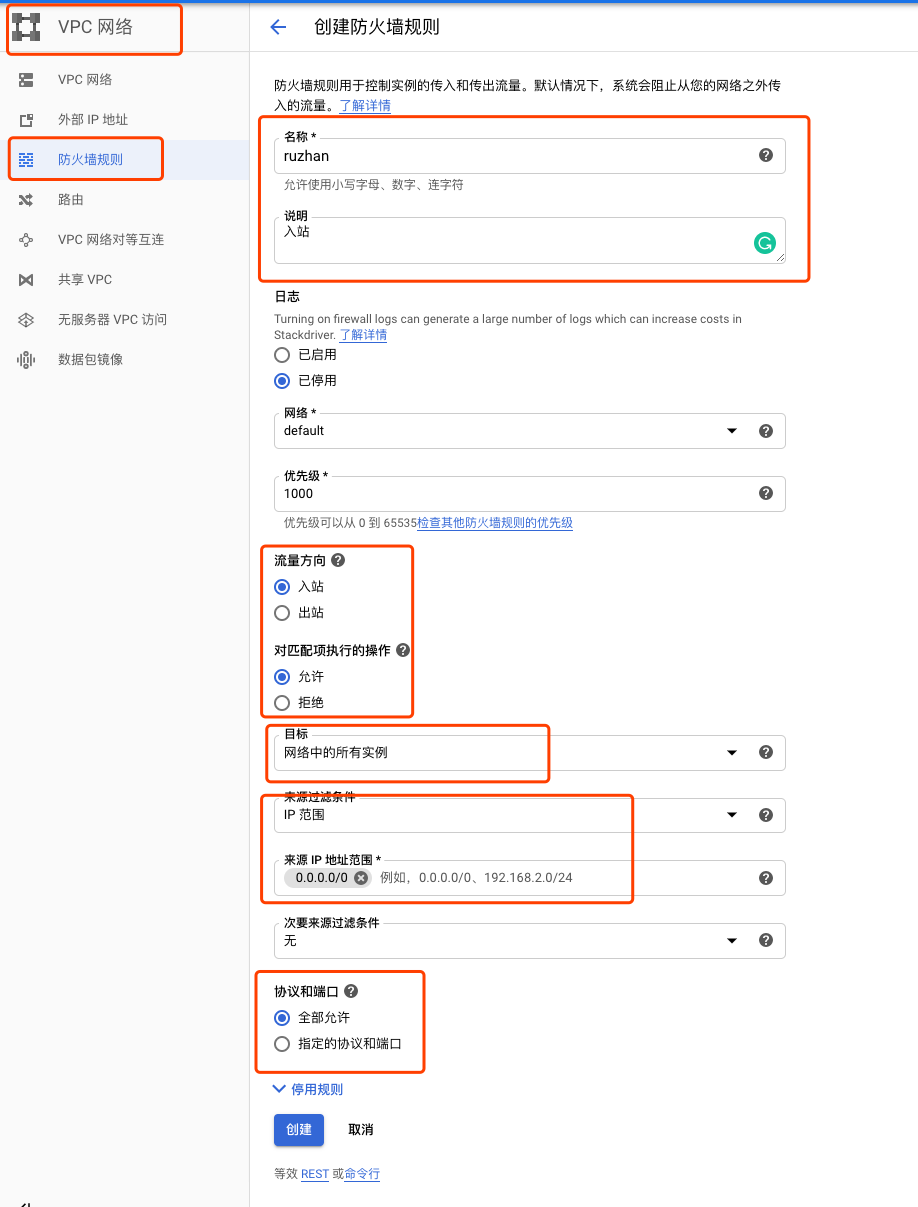 VPC 网络
创建防火墙规则
VPC 网络
外部 IP 地址
防火墙规则
路由
VPC 网络对等互连
共享 VPC
无服务器 VPC 访问
数据包镜像
防火墙规则用于控制实例的传入和传出流量。默认情况下，系统会阻止从您的网络之外传
入的流量。了解详情
名称 *
ruzhan
允许使用小写字母、数字、连字符
说明
入站
日志
Turning on firewall logs can generate a large number of logs which can increase costs in
Stackdriver. 了解详情
已启用
已停用
网络 *
default
优先级 *
1000
优先级可以从 0 到 65535检查其他防火墙规则的优先级
流量方向
入站
出站
对匹配项执行的操作
允许
拒绝
目标
网络中的所有实例
来源过滤条件
IP 范围
来源 IP 地址范围 *
0.0.0.0/0 例如，0.0.0.0/0、192.168.2.0/24
次要来源过滤条件
无
协议和端口
全部允许
指定的协议和端口
停用规则
创建 取消
等效 REST 或命令行